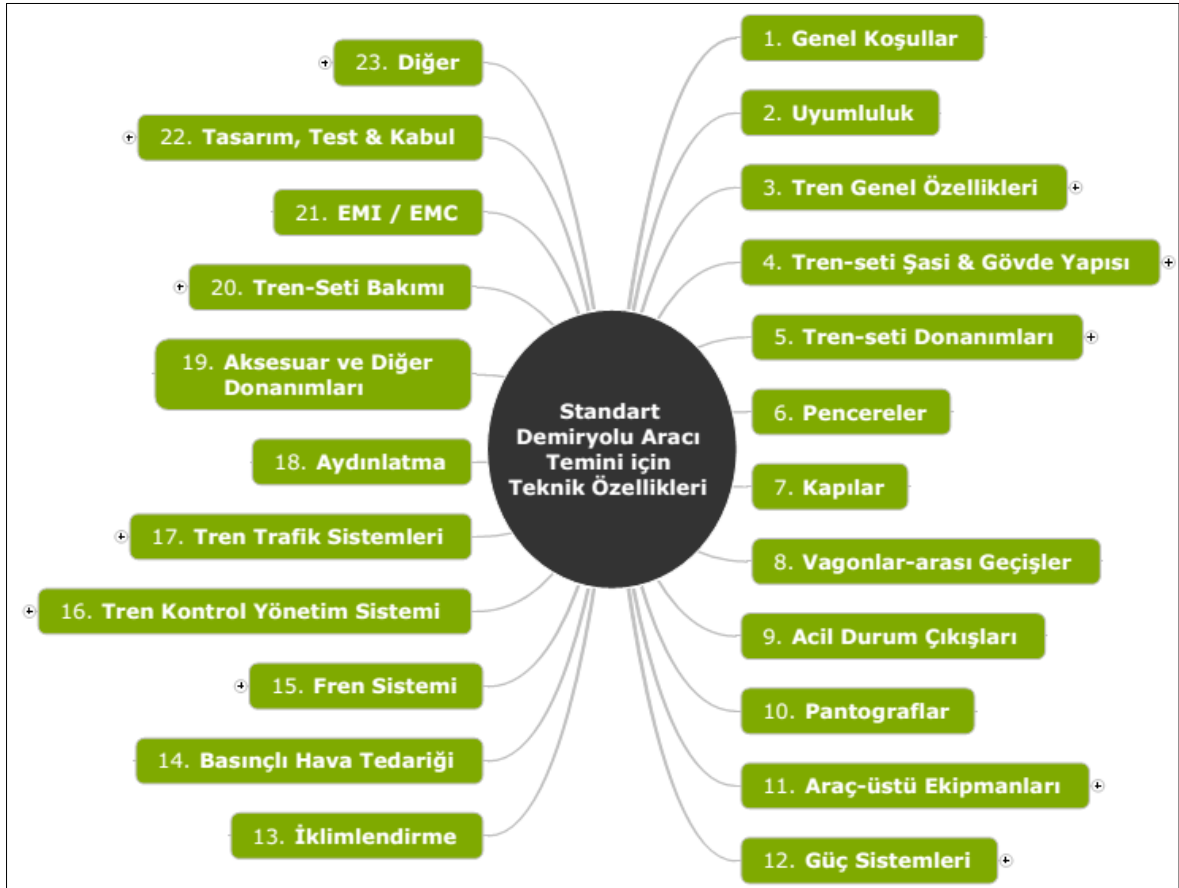 Standart
Demiryolu Aracı
Temini için
Teknik Özellikleri
1. Genel Koşullar
2. Uyumluluk
3. Tren Genel Özellikleri
4. Tren-seti Şasi & Gövde Yapısı
5. Tren-seti Donanımları
6. Pencereler
7. Kapılar
8. Vagonlar-arası Geçişler
9. Acil Durum Çıkışları
10. Pantograflar
11. Araç-üstü Ekipmanları
12. Güç Sistemleri
13. İklimlendirme
14. Basınçlı Hava Tedariği
15. Fren Sistemi
16. Tren Kontrol Yönetim Sistemi
17. Tren Trafik Sistemleri
18. Aydınlatma
19. Aksesuar ve Diğer
Donanımları
20. Tren-Seti Bakımı
21. EMI / EMC
22. Tasarım, Test & Kabul
23. Diğer